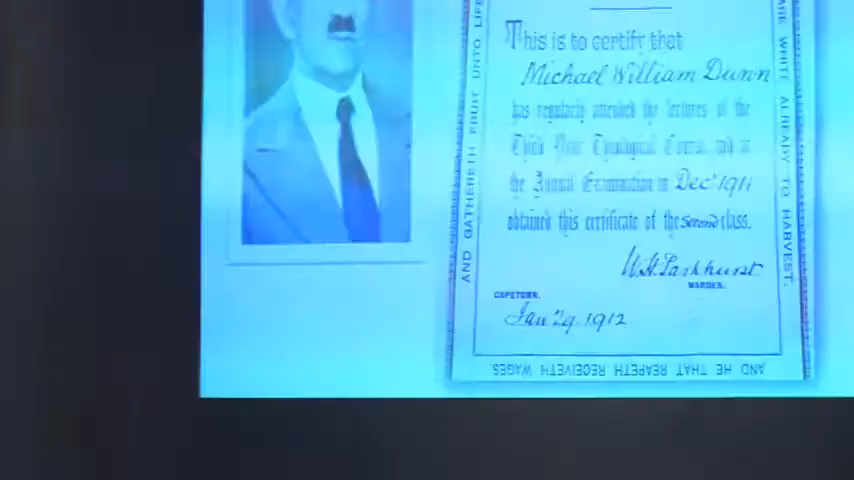 This is to certify that
Michael William Dunn
has regularly attended the lectures of the
Third Year Theological Course, and at
the Annual Examination in Dec' 1911
obtained this certificate of the second class.
W. H. Parkhurst
WARDEN.
CAPETOWN.
Jan 29. 1912
AND GATHERETH FRUIT UNTO LIFE
ARE WHITE ALREADY TO HARVEST.
AND HE THAT REAPETH RECEIVETH WAGES,